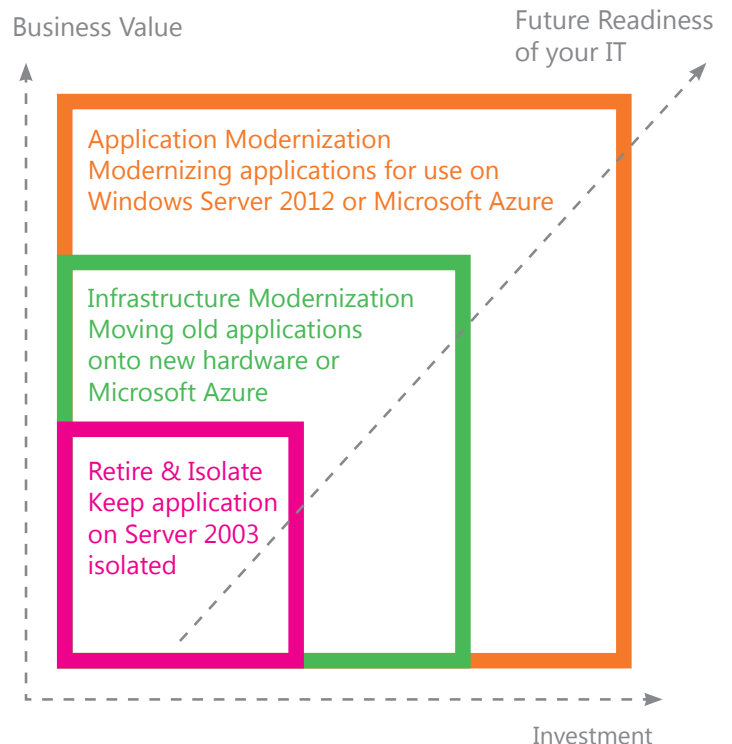 Business Value
Future Readiness
of your IT
Application Modernization
Modernizing applications for use on
Windows Server 2012 or Microsoft Azure
Infrastructure Modernization
Moving old applications
onto new hardware or
Microsoft Azure
Retire & Isolate
Keep application
on Server 2003
isolated
Investment